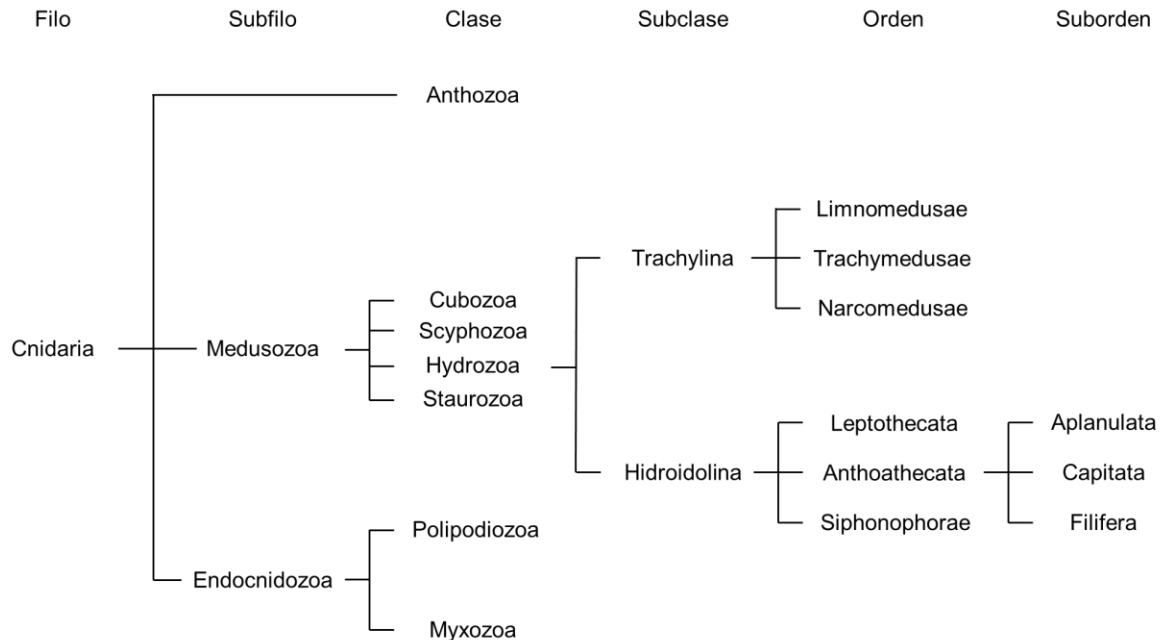 Filo Subfilo Clase Subclase Orden Suborden
Anthozoa
Limnomedusae
Trachylina Trachymedusae
Cubozoa
Narcomedusae
Scyphozoa
Cnidaria Medusozoa
Hydrozoa
Staurozoa
Leptothecata Aplanulata
Hidroidolina Anthoathecata Capitata
Siphonophorae Filifera
Polipodiozoa
Endocnidozoa
Myxozoa